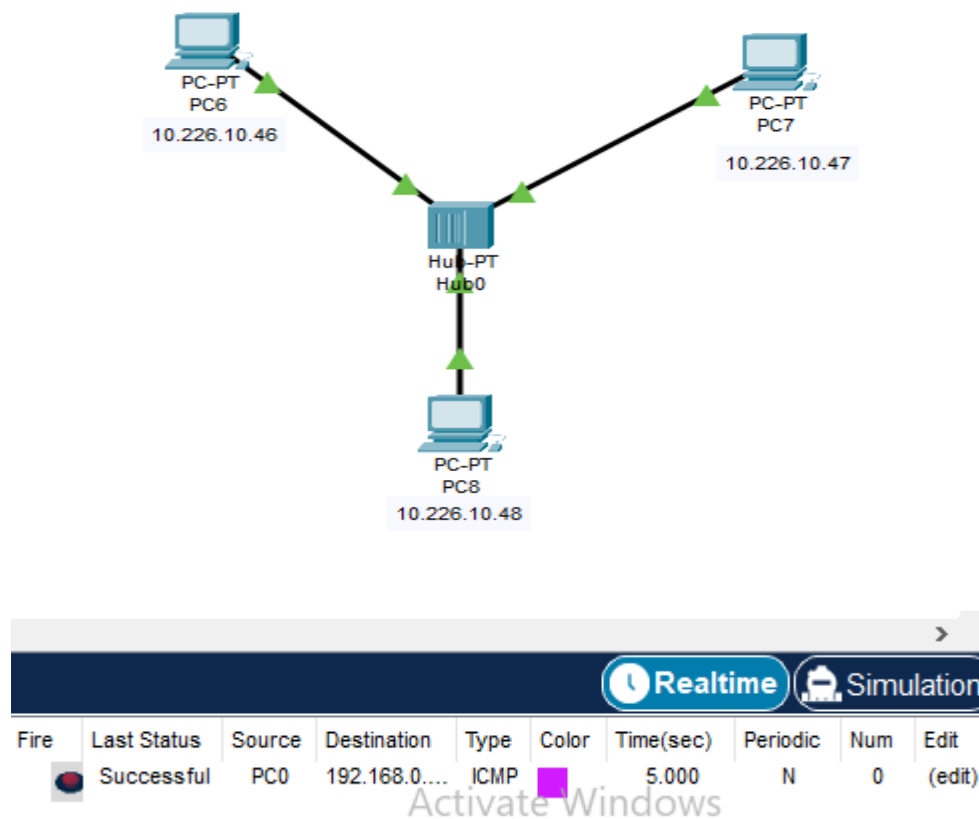 PC-PT
PC6
10.226.10.46
PC-PT
PC7
10.226.10.47
Hub-PT
Hub0
PC-PT
PC8
10.226.10.48
Realtime Simulation
Fire Last Status Source Destination Type Color Time(sec) Periodic Num Edit
Successful PC0 192.168.0.... ICMP 5.000 N 0 (edit)
Activate Windows